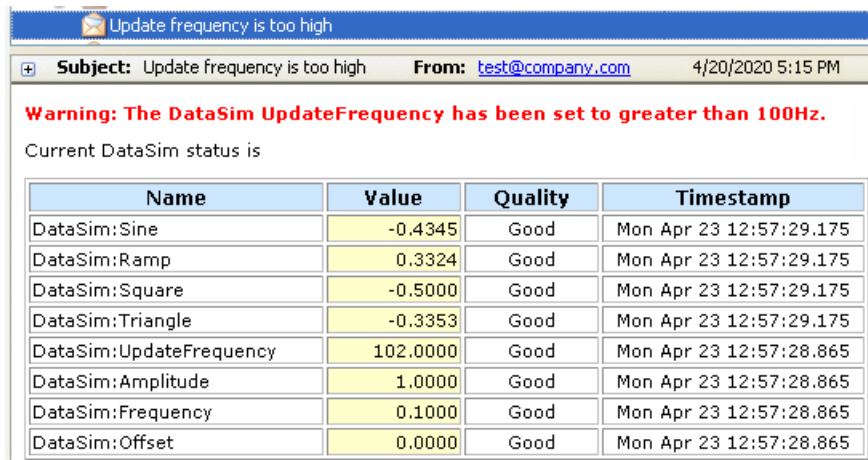 Update frequency is too high
Subject: Update frequency is too high From: test@company.com 4/20/2020 5:15 PM
Warning: The DataSim UpdateFrequency has been set to greater than 100Hz.
Current DataSim status is
Name Value Quality Timestamp
DataSim:Sine -0.4345 Good Mon Apr 23 12:57:29.175
DataSim:Ramp 0.3324 Good Mon Apr 23 12:57:29.175
DataSim:Square -0.5000 Good Mon Apr 23 12:57:29.175
DataSim:Triangle -0.3353 Good Mon Apr 23 12:57:29.175
DataSim:UpdateFrequency 102.0000 Good Mon Apr 23 12:57:28.865
DataSim:Amplitude 1.0000 Good Mon Apr 23 12:57:28.865
DataSim:Frequency 0.1000 Good Mon Apr 23 12:57:28.865
DataSim:Offset 0.0000 Good Mon Apr 23 12:57:28.865